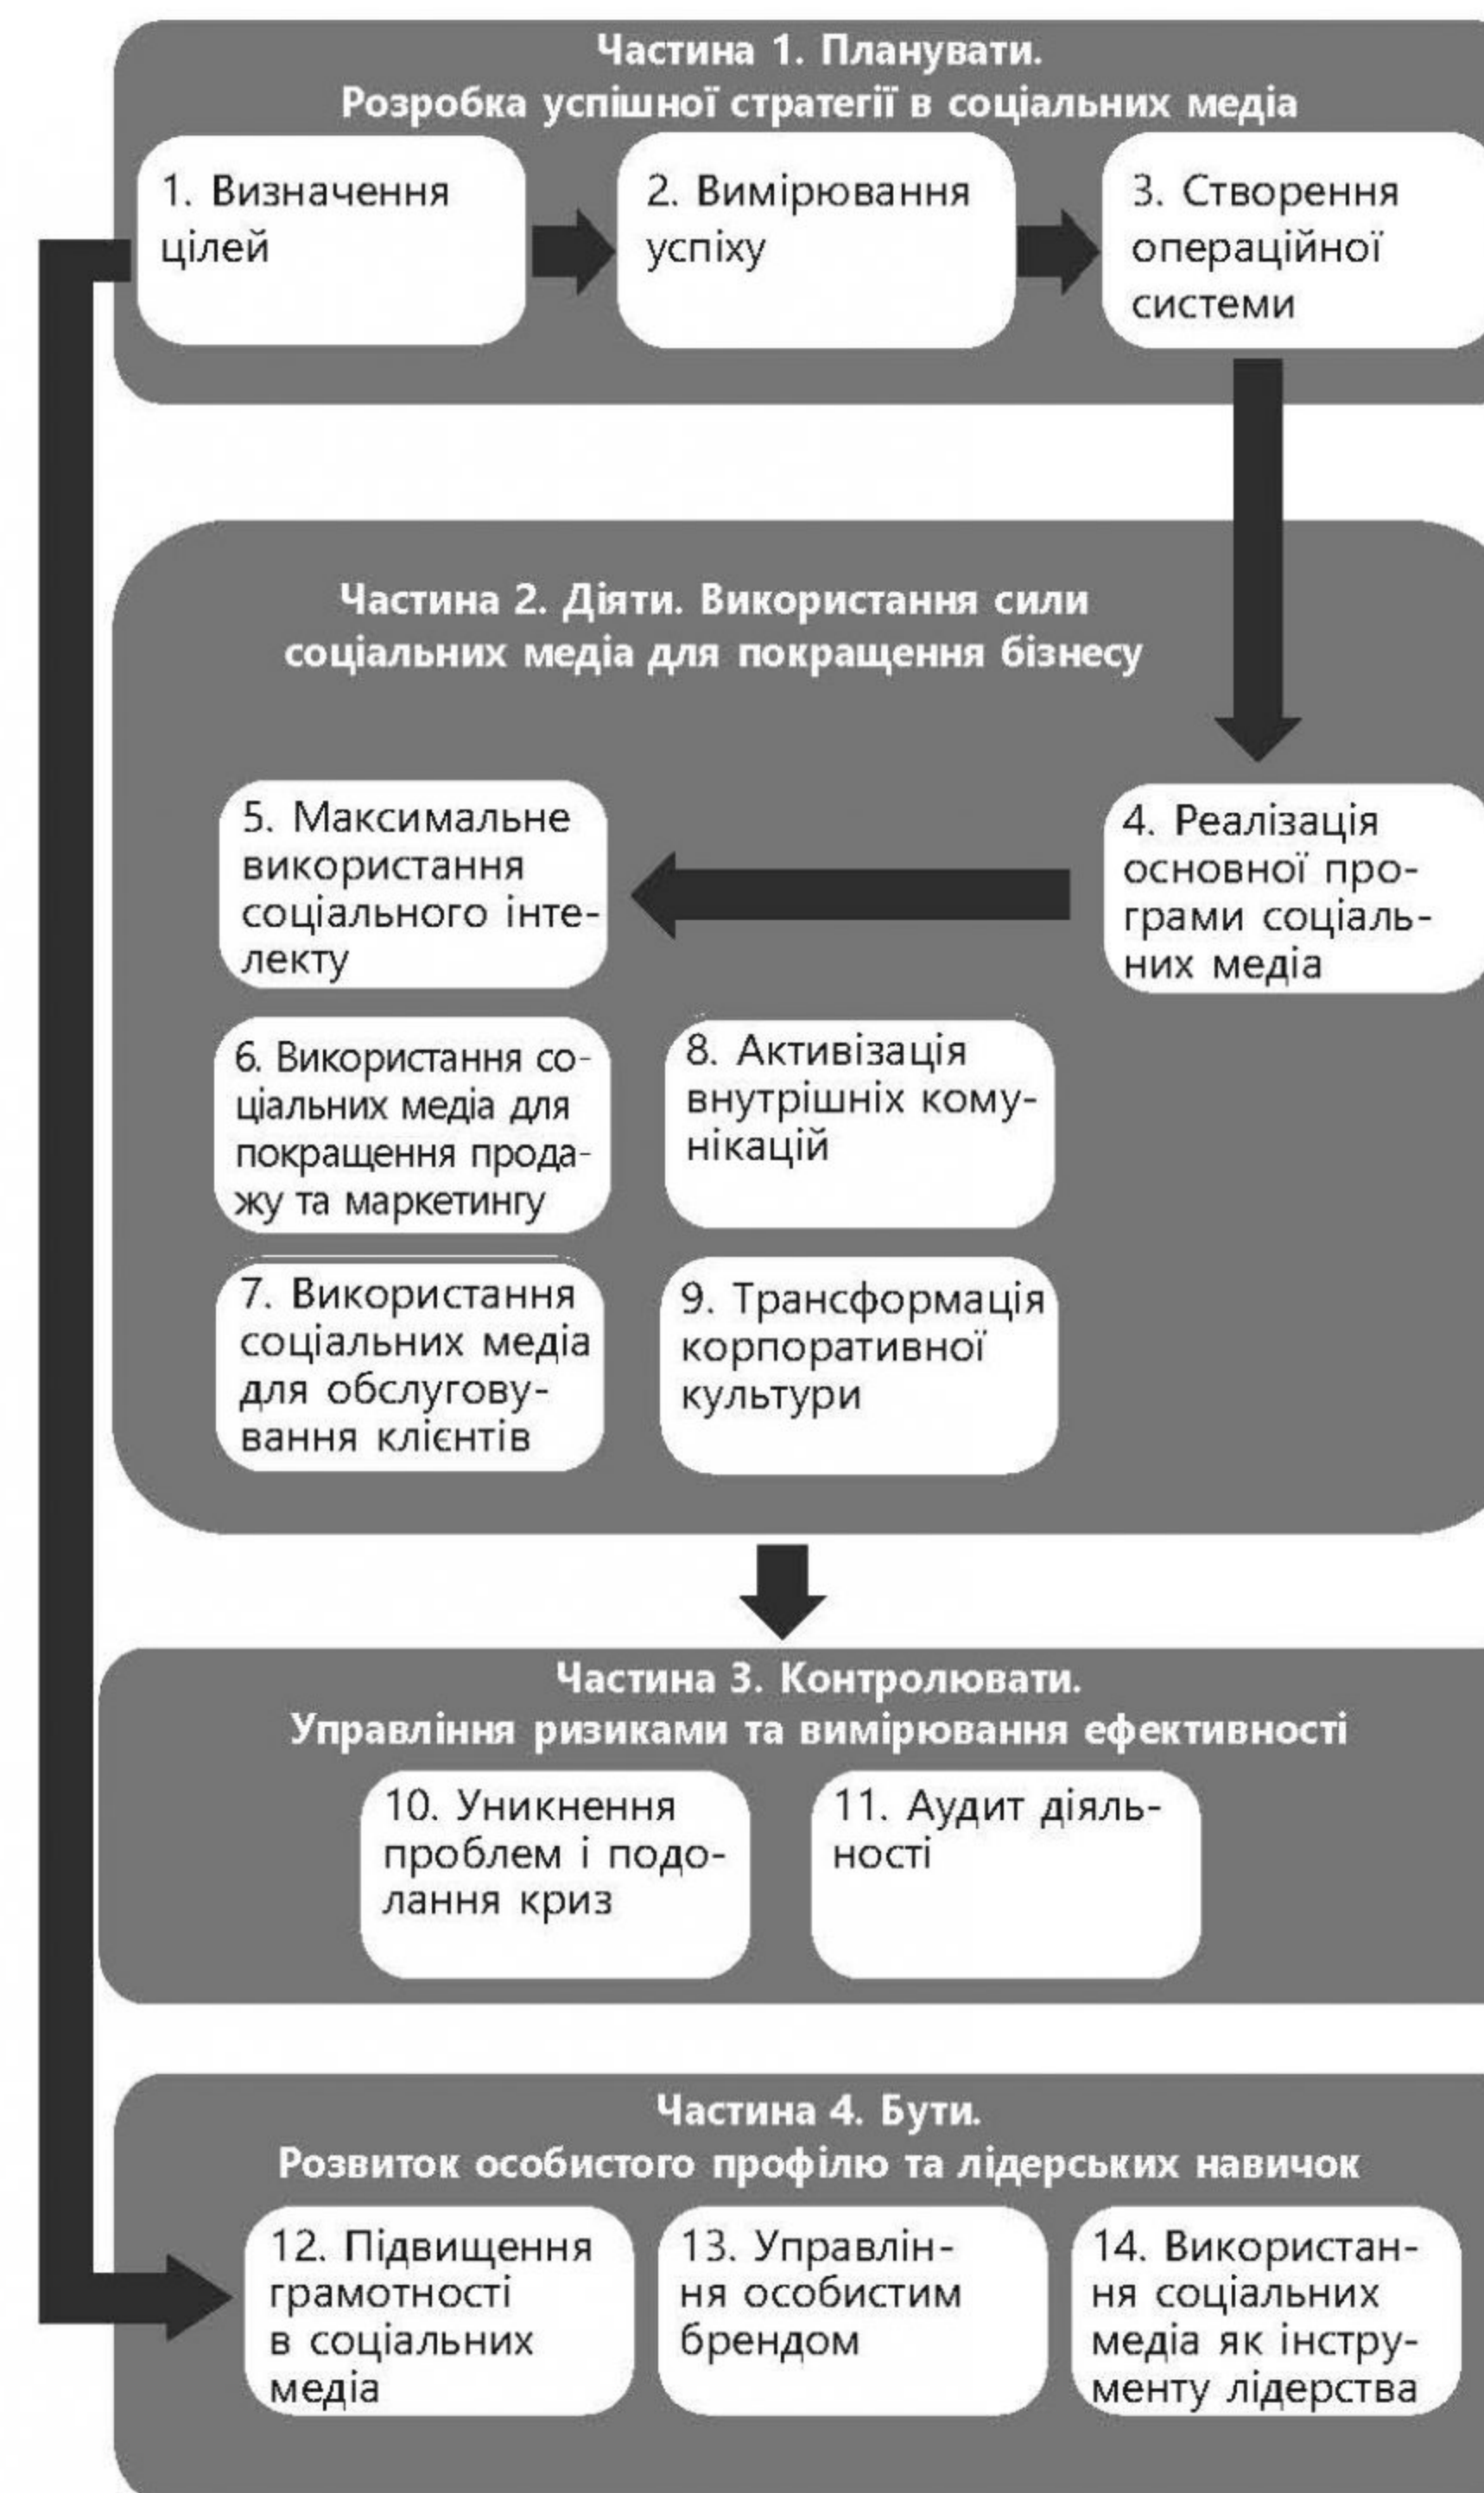 Частина 1. Планувати.
Розробка успішної стратегії в соціальних медіа
1. Визначення
цілей
2. Вимірювання
успіху
3. Створення
операційної
системи
Частина 2. Діяти. Використання сили
соціальних медіа для покращення бізнесу
4. Реалізація
основної про-
грами соціаль-
них медіа
5. Максимальне
використання
соціального інте-
лекту
6. Використання со-
ціальних медіа для
покращення прода-
жу та маркетингу
7. Використання
соціальних медіа
для обслугову-
вання клієнтів
8. Активізація
внутрішніх кому-
нікацій
9. Трансформація
корпоративної
культури
Частина 3. Контролювати.
Управління ризиками та вимірювання ефективності
10. Уникнення
проблем і подо-
лання криз
11. Аудит діяль-
ності
Частина 4. Бути.
Розвиток особистого профілю та лідерських навичок
12. Підвищення
грамотності
в соціальних
медіа
13. Управлін-
ня особистим
брендом
14. Використан-
ня соціальних
медіа як інстру-
менту лідерства